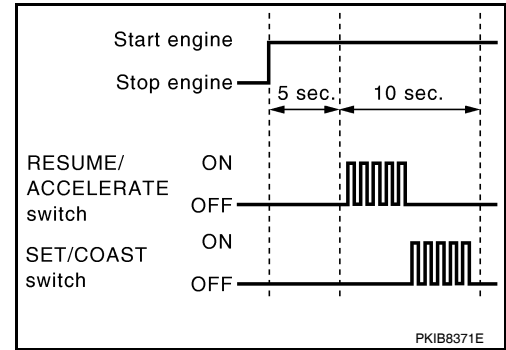 Start engine
Stop engine
5 sec.
10 sec.
RESUME/
ACCELERATE
switch
ON
OFF
SET/COAST
switch
ON
OFF
PKIB8371E